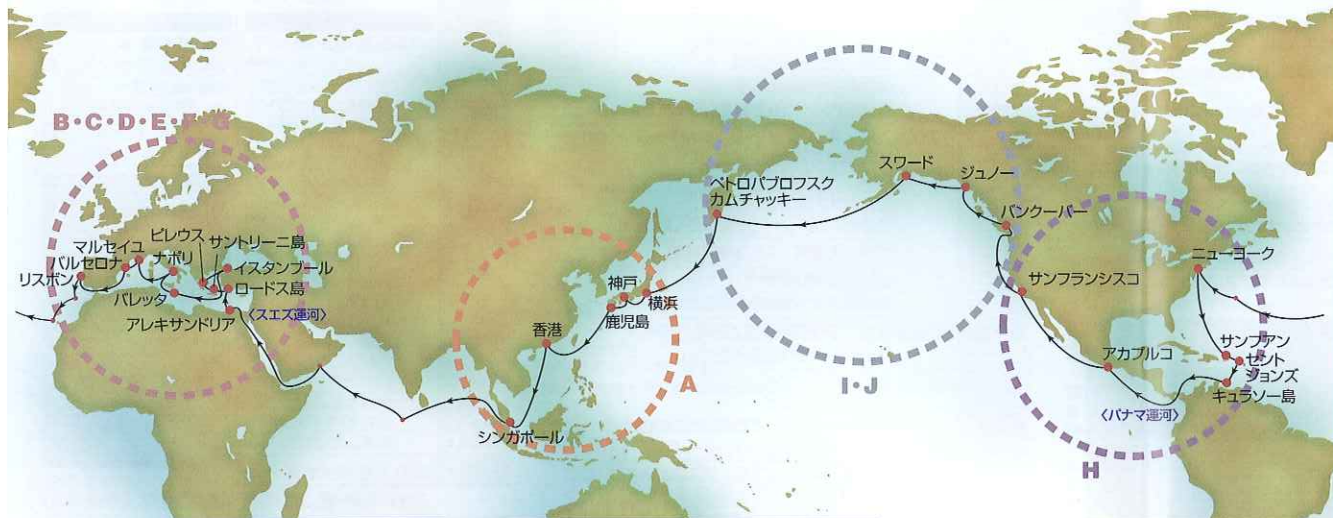 B・C・D・E・F・G
ピレウス
サントリーニ島
マルセイユ
ナポリ
バルセロナ
イスタンブール
リスボン
ロードス島
バレッタ
〈スエズ運河〉
アレキサンドリア
神戸
横浜
鹿児島
香港
A
シンガポール
ペトロパブロフスク
カムチャッキー
スワード
ジュノー
バンクーバー
I・J
サンフランシスコ
ニューヨーク
アカプルコ
サンファン
セント
ジョンズ
キュラソー島
〈パナマ運河〉
H